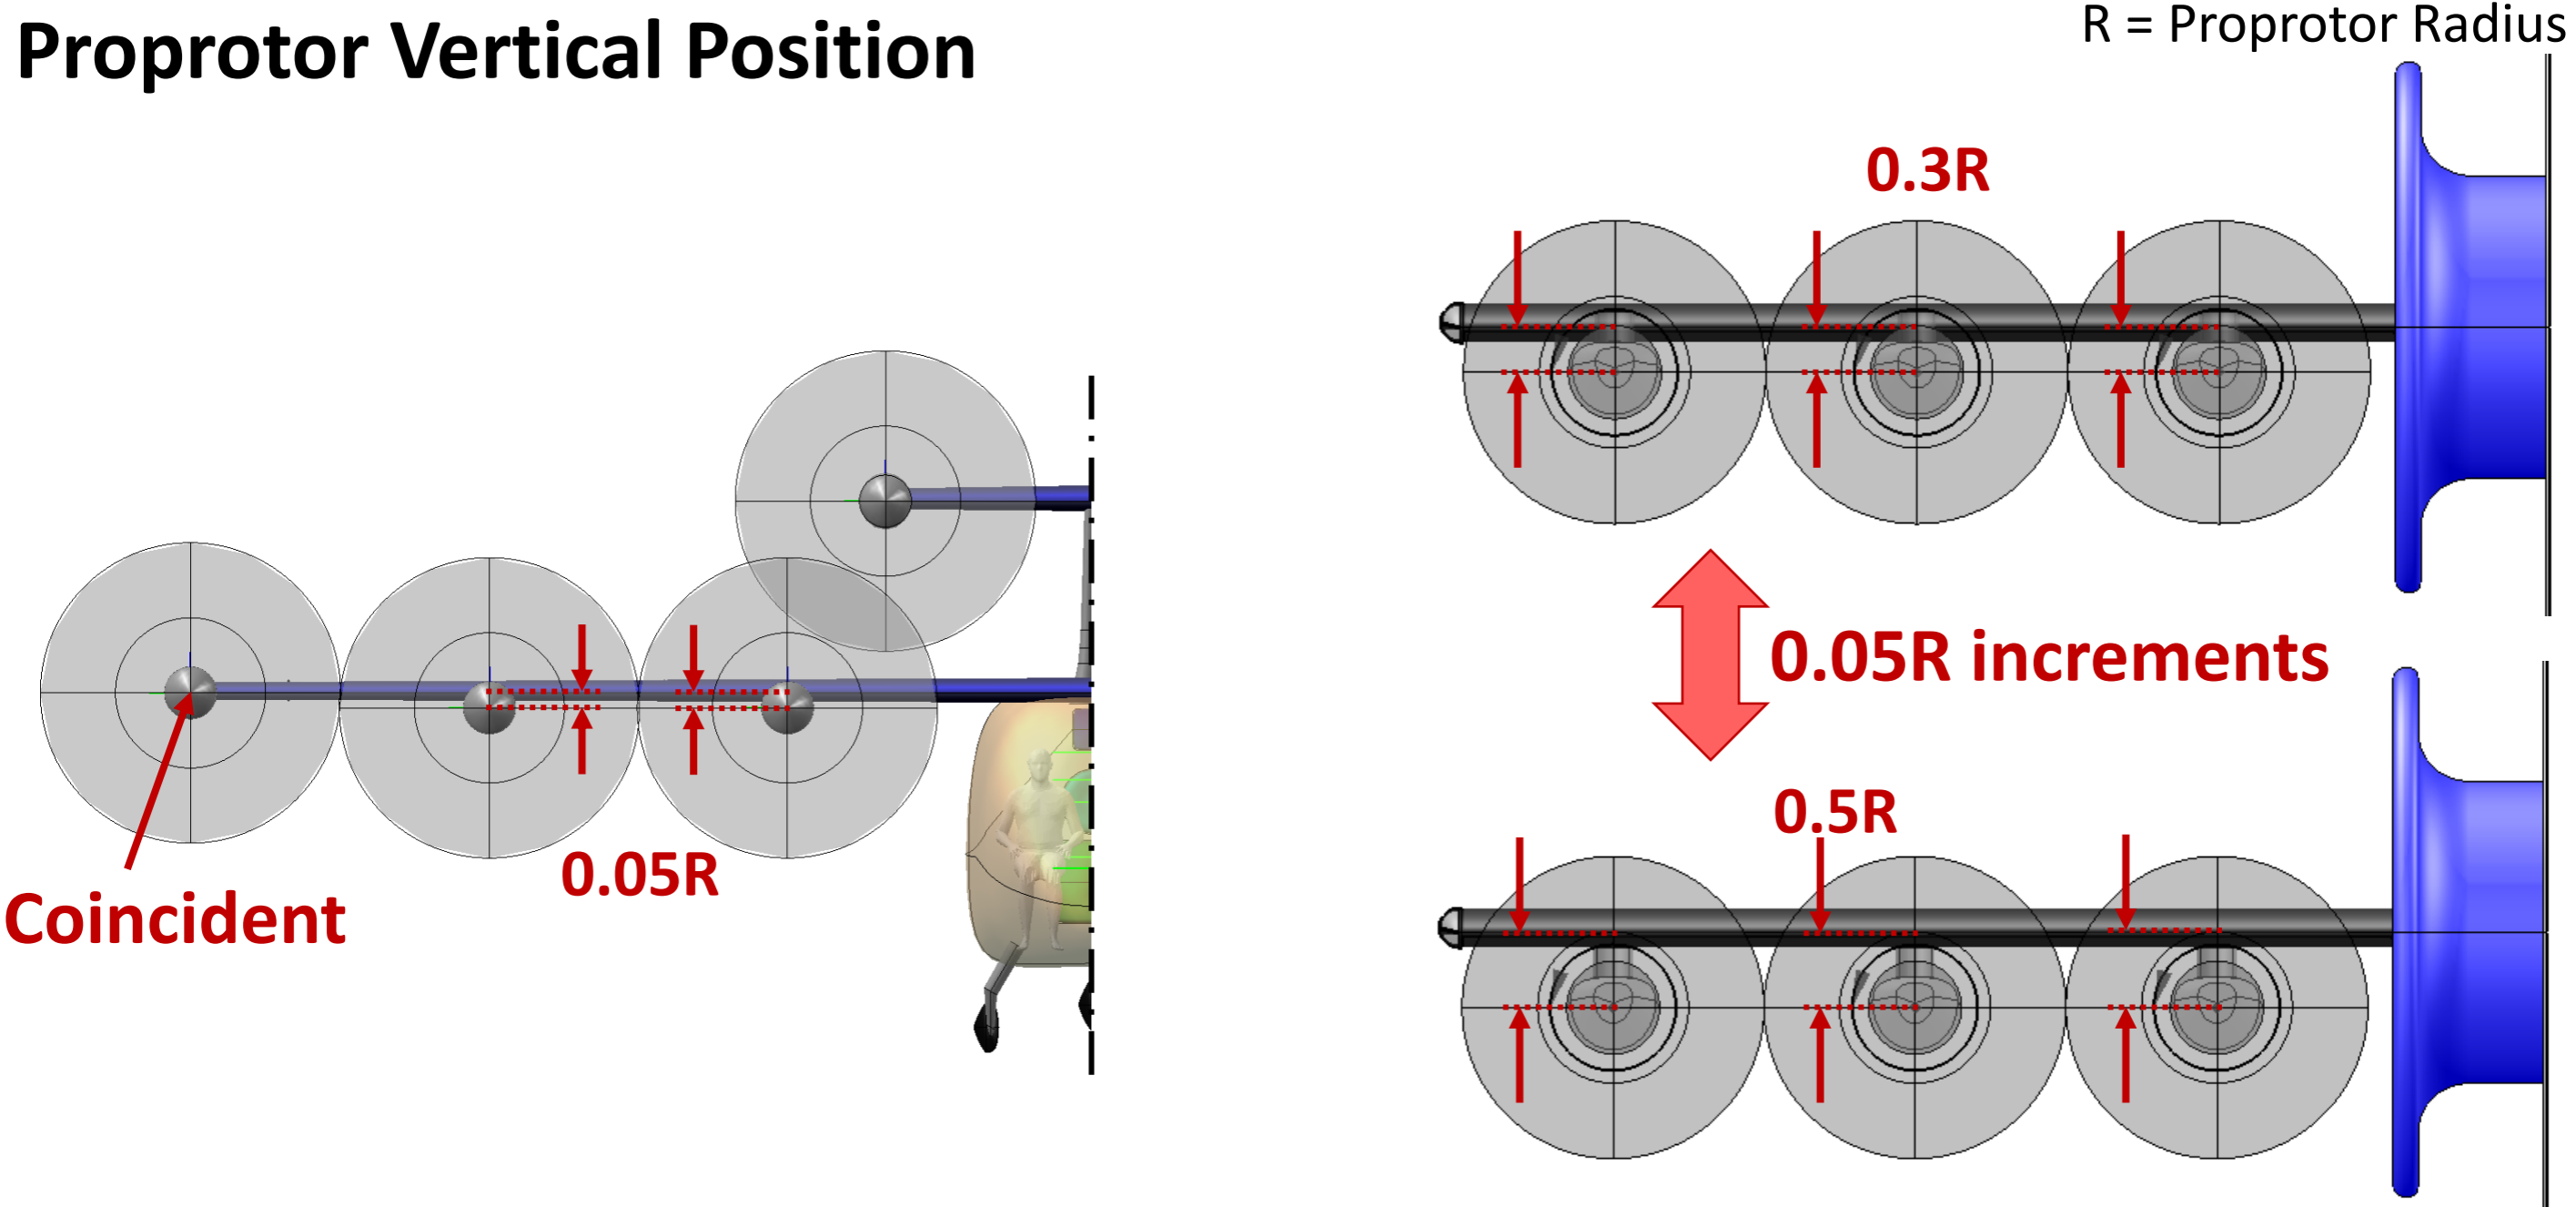 Proprotor Vertical Position
R = Proprotor Radius
0.3R
0.05R increments
0.5R
0.05R
Coincident